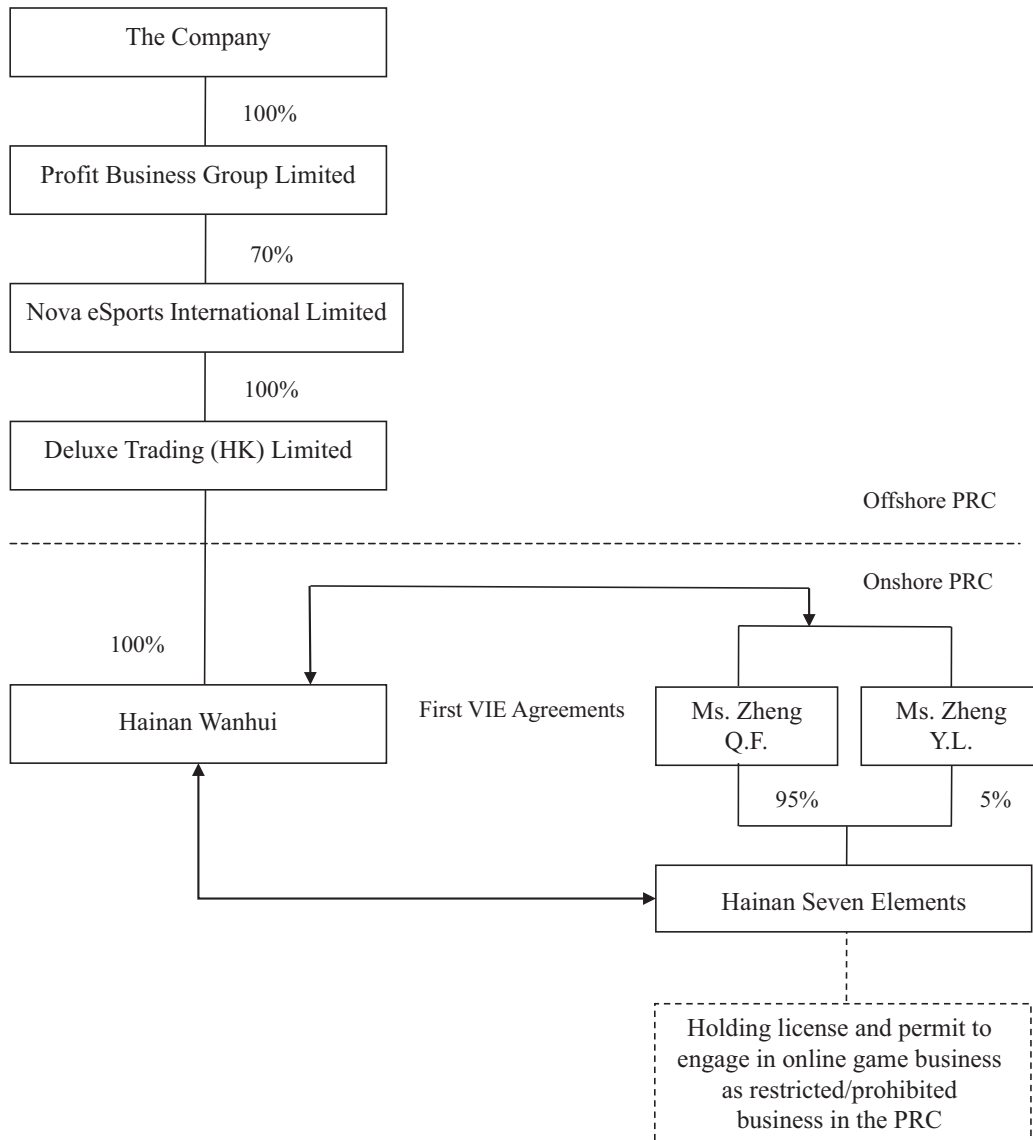 The Company
100%
Profit Business Group Limited
70%
Nova eSports International Limited
100%
Deluxe Trading (HK) Limited
Offshore PRC
Onshore PRC
100%
Hainan Wanhui
First VIE Agreements
Ms. Zheng
Q.F.
Ms. Zheng
Y.L.
95%
5%
Hainan Seven Elements
Holding license and permit to
engage in online game business
as restricted/prohibited
business in the PRC